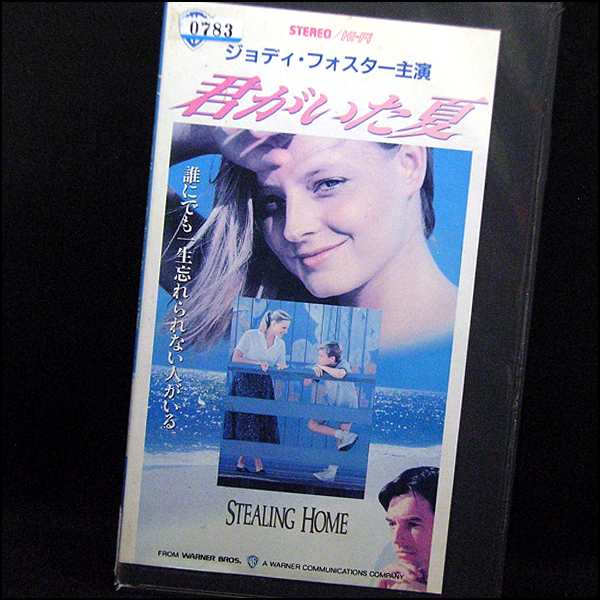 0783
STEREO/HI-FI
ジョディ・フォスター主演
君がいた夏
誰にでも一生忘れられない人がいる
STEALING HOME
FROM WARNER BROS. A WARNER COMMUNICATIONS COMPANY